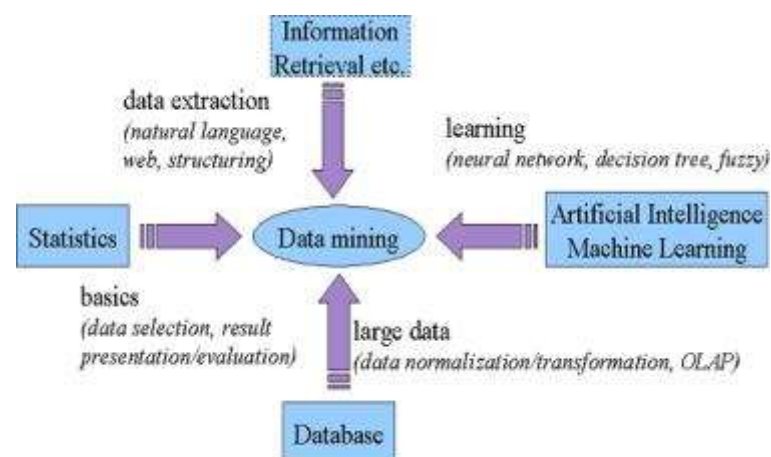 Information
Retrieval etc.
data extraction
(natural language,
web, structuring)
learning
(neural network, decision tree, fuzzy)
Statistics
Data mining
Artificial Intelligence
Machine Learning
basics
(data selection, result
presentation/evaluation)
large data
(data normalization/transformation, OLAP)
Database